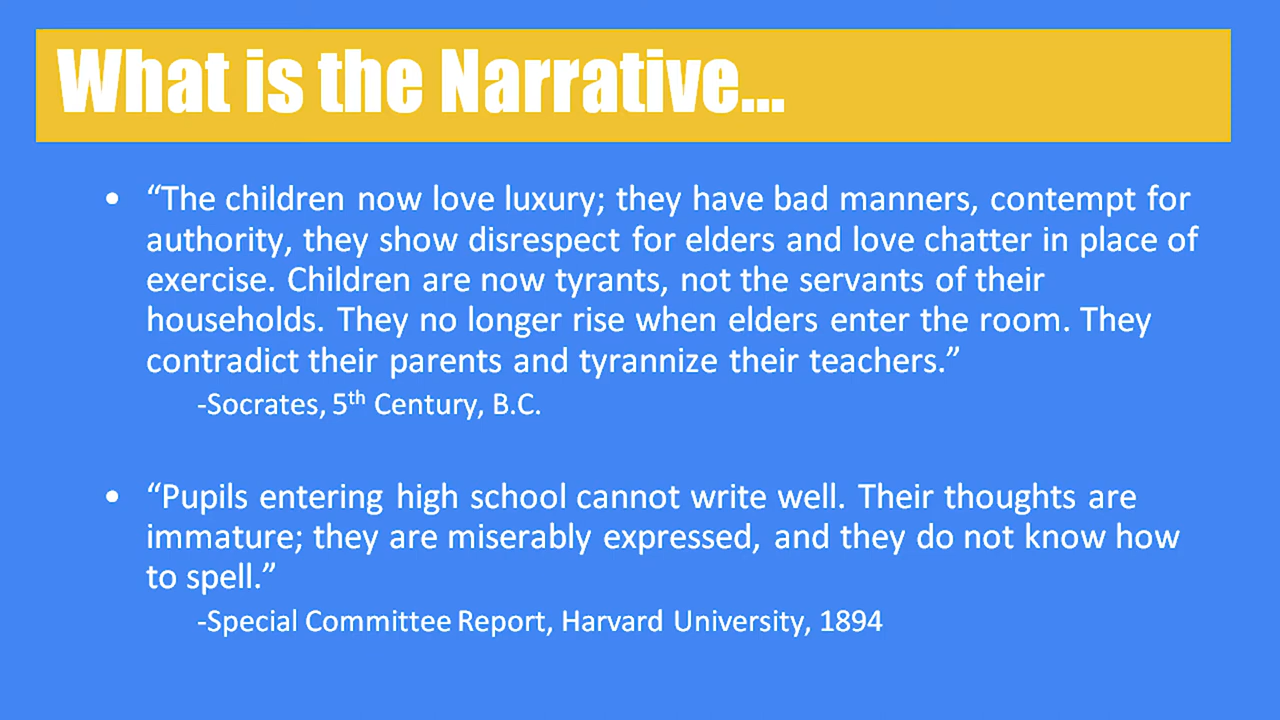 What is the Narrative...
• “The children now love luxury; they have bad manners, contempt for
authority, they show disrespect for elders and love chatter in place of
exercise. Children are now tyrants, not the servants of their
households. They no longer rise when elders enter the room. They
contradict their parents and tyrannize their teachers.”
-Socrates, 5th Century, B.C.
• “Pupils entering high school cannot write well. Their thoughts are
immature; they are miserably expressed, and they do not know how
to spell.”
-Special Committee Report, Harvard University, 1894